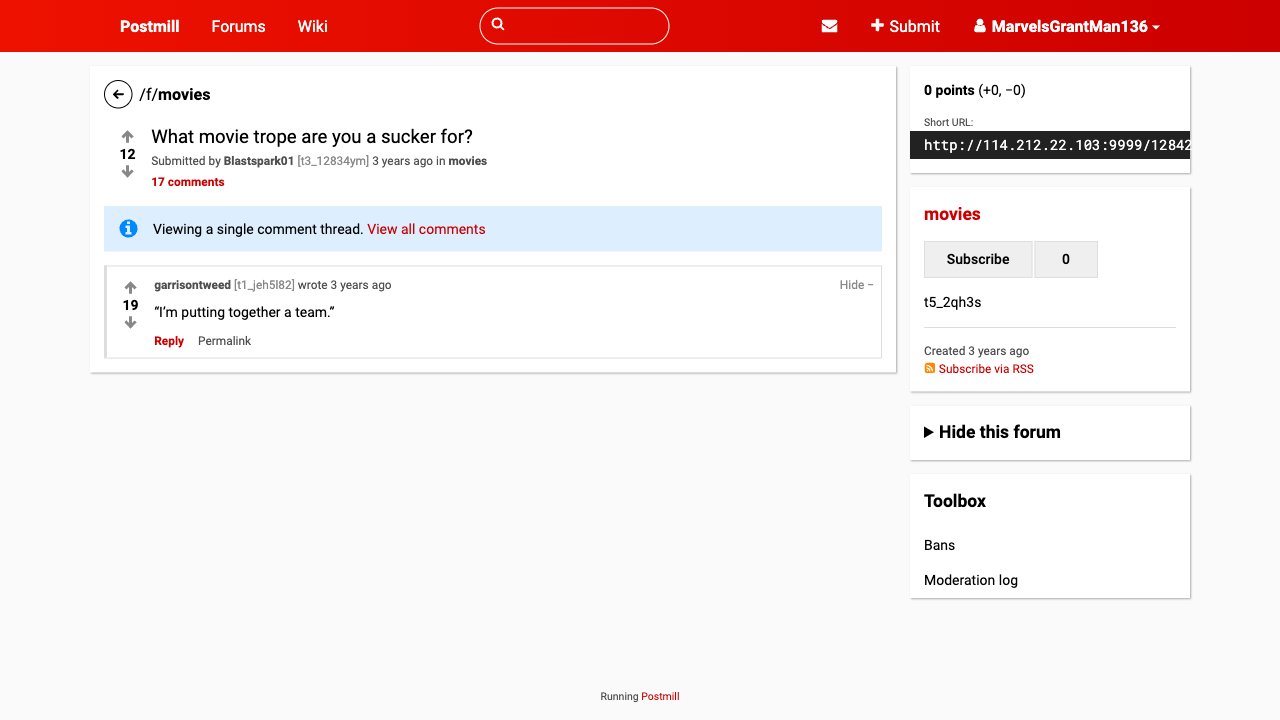 Postmill Forums Wiki Submit MarvelsGrantMan136
/f/movies
12
What movie trope are you a sucker for?
Submitted by Blastspark01 [t3_12834ym] 3 years ago in movies
17 comments
Viewing a single comment thread. View all comments
19
garrisontweed [t1_jeh5l82] wrote 3 years ago Hide −
“I’m putting together a team.”
Reply Permalink
0 points (+0, −0)
Short URL:
http://114.212.22.103:9999/12842
movies
Subscribe 0
t5_2qh3s
Created 3 years ago
Subscribe via RSS
Hide this forum
Toolbox
Bans
Moderation log
Running Postmill